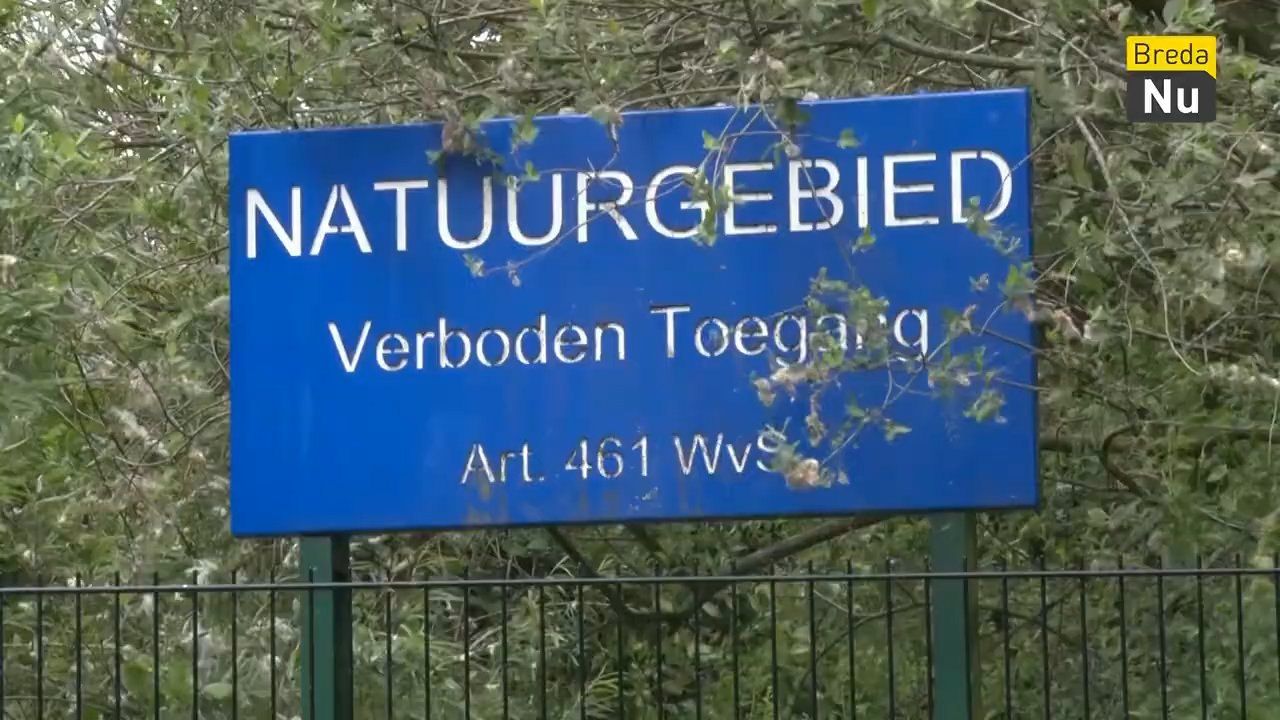 Breda
Nu
NATUURGEBIED
Verboden Toegang
Art. 461 WvS